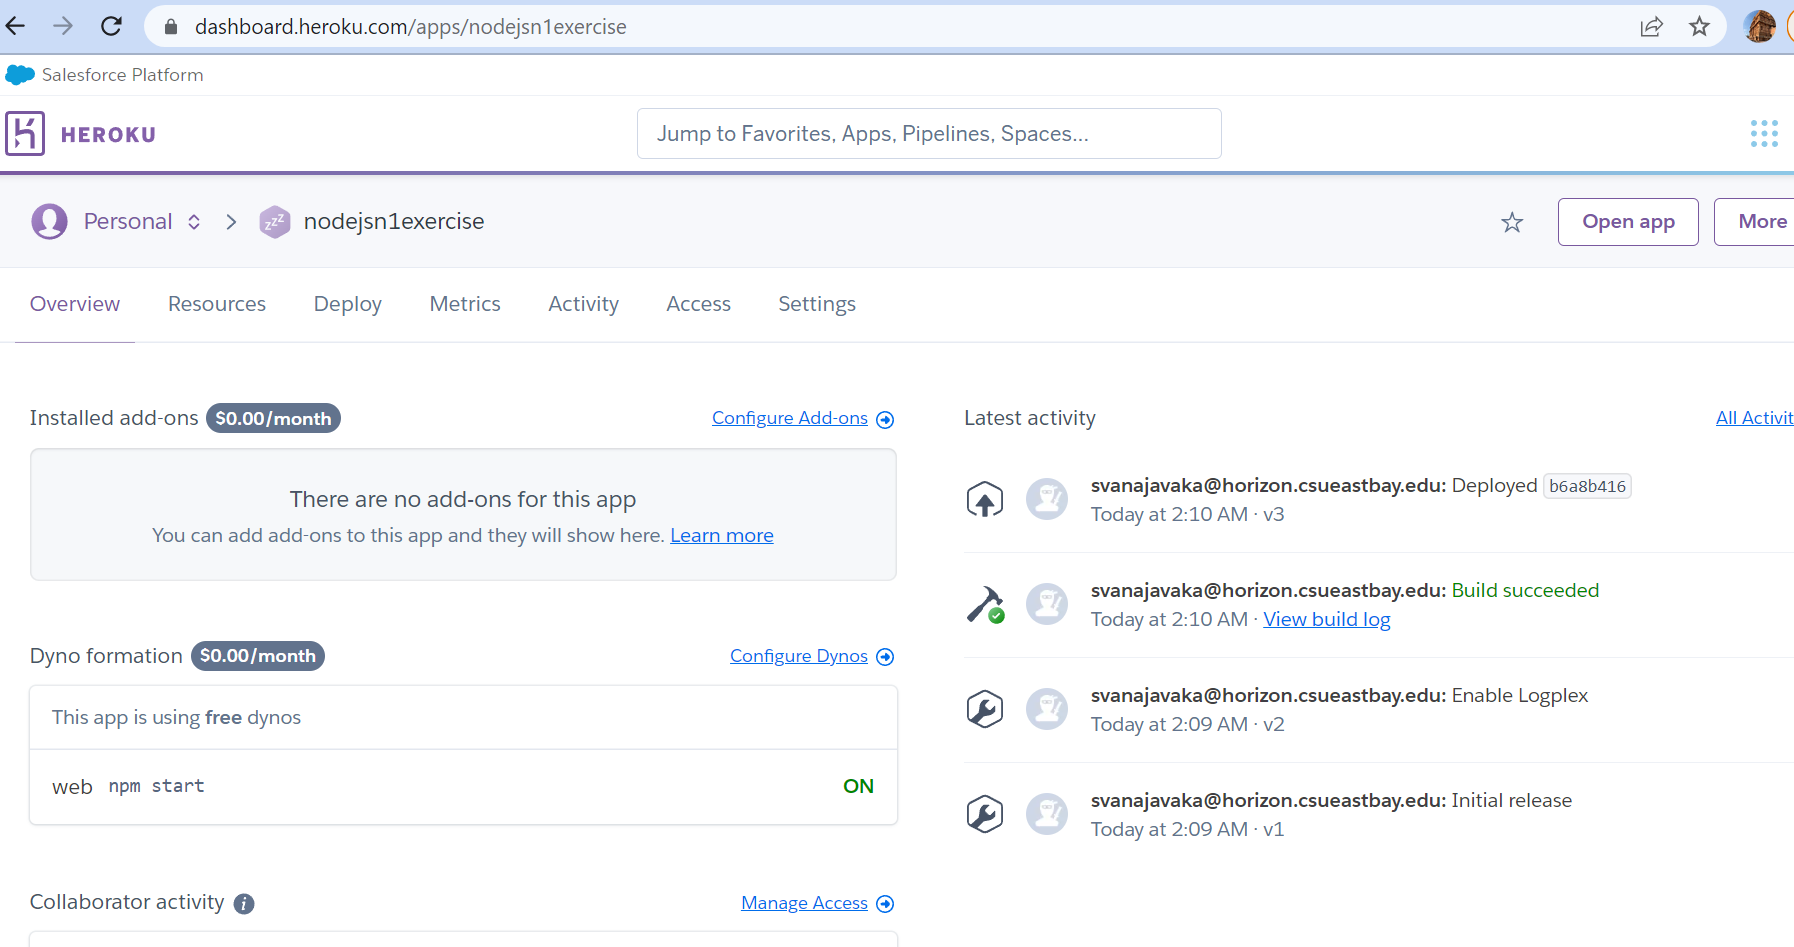 dashboard.heroku.com/apps/nodejsn1exercise
Salesforce Platform
HEROKU
Jump to Favorites, Apps, Pipelines, Spaces...
Personal
zzZ
nodejsn1exercise
Open app
More
Overview
Resources
Deploy
Metrics
Activity
Access
Settings
Installed add-ons $0.00/month
Configure Add-ons
There are no add-ons for this app
You can add add-ons to this app and they will show here. Learn more
Dyno formation $0.00/month
Configure Dynos
This app is using free dynos
web npm start ON
Collaborator activity i
Manage Access
Latest activity
All Activit
svanajavaka@horizon.csueastbay.edu: Deployed b6a8b416
Today at 2:10 AM · v3
svanajavaka@horizon.csueastbay.edu: Build succeeded
Today at 2:10 AM · View build log
svanajavaka@horizon.csueastbay.edu: Enable Logplex
Today at 2:09 AM · v2
svanajavaka@horizon.csueastbay.edu: Initial release
Today at 2:09 AM · v1